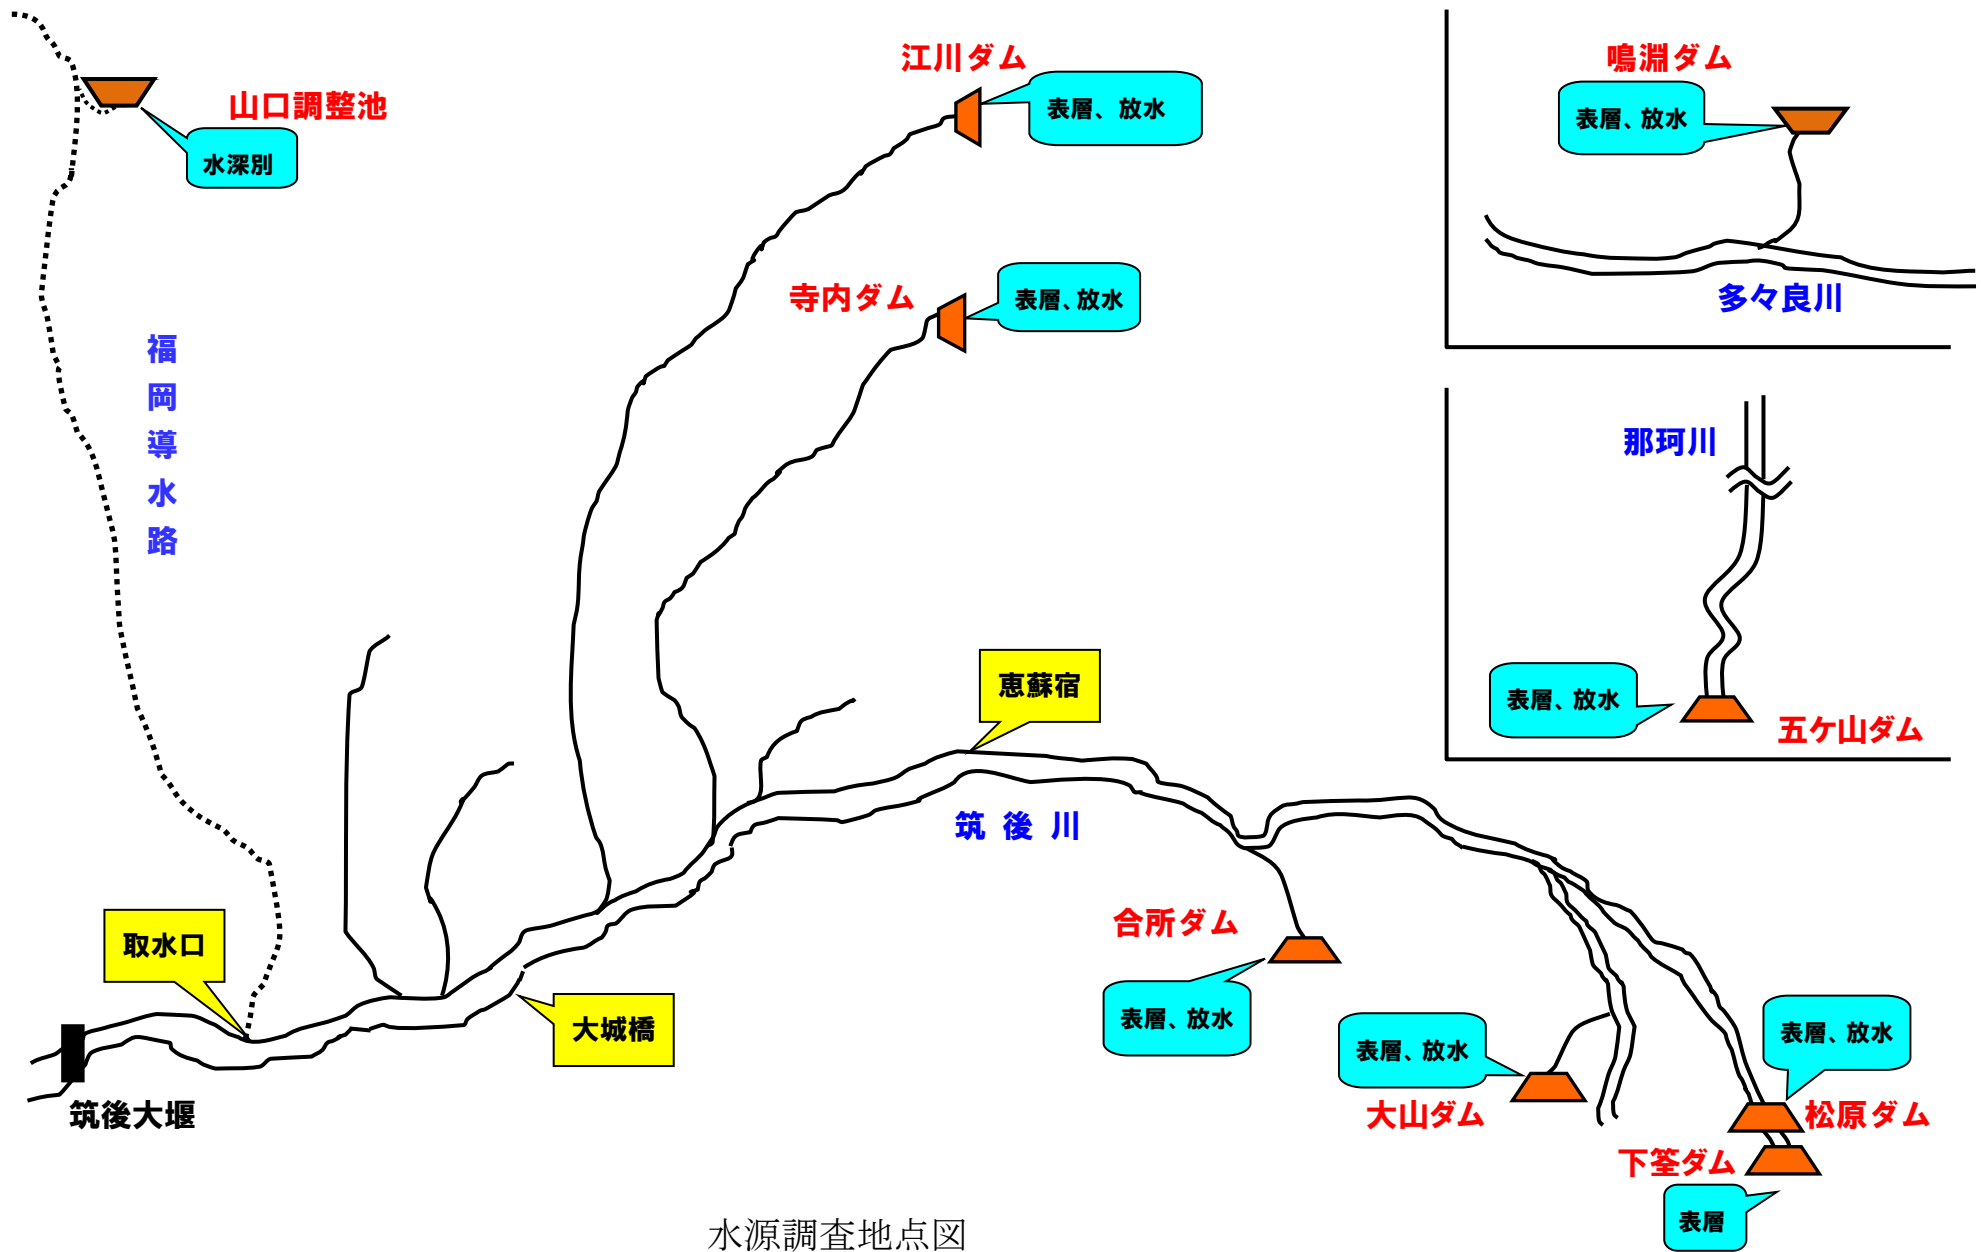 江川ダム
表層、放水
鳴淵ダム
表層、放水
多々良川
山口調整池
水深別
寺内ダム
表層、放水
福岡導水路
那珂川
表層、放水
五ケ山ダム
恵蘇宿
筑後川
取水口
大城橋
筑後大堰
合所ダム
表層、放水
表層、放水
大山ダム
表層、放水
松原ダム
下筌ダム
表層
水源調査地点図